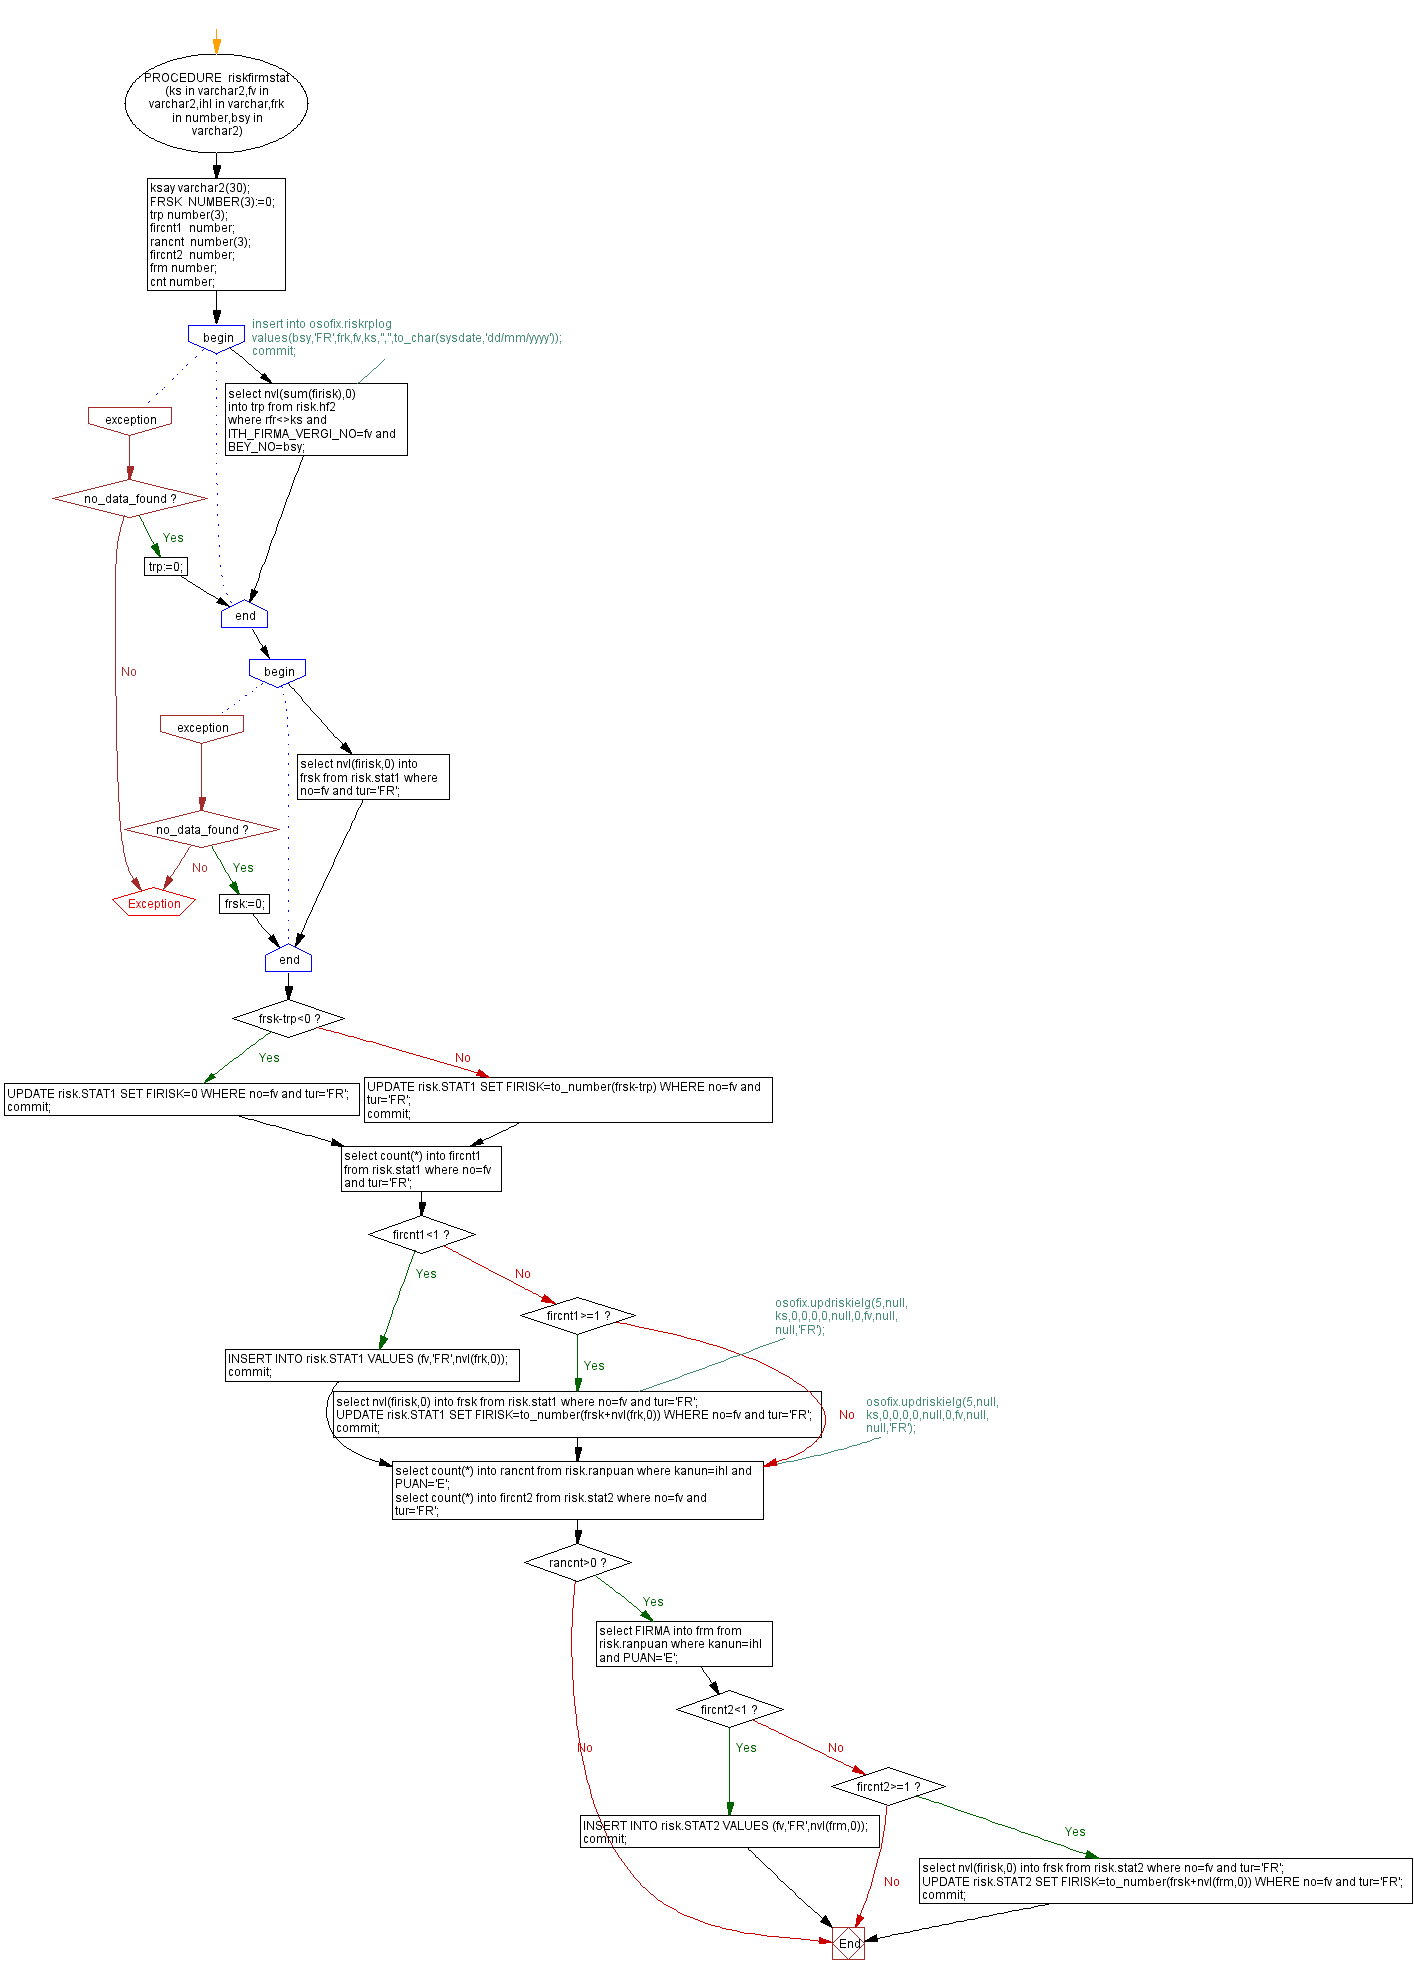 PROCEDURE  riskfirmstat
(ks in varchar2,fv in
varchar2,ihl in varchar,frk
in number,bsy in
varchar2)
ksay varchar2(30);
FRSK  NUMBER(3):=0;
trp number(3);
fircnt1  number;
rancnt  number(3);
fircnt2  number;
frm number;
cnt number;
begin
insert into osofix.riskrplog
values(bsy,'FR',frk,fv,ks,'','',to_char(sysdate,'dd/mm/yyyy'));
commit;
select nvl(sum(firisk),0)
into trp from risk.hf2
where rfr<>ks and
ITH_FIRMA_VERGI_NO=fv and
BEY_NO=bsy;
exception
no_data_found ?
Yes
trp:=0;
end
No
begin
exception
select nvl(firisk,0) into
frsk from risk.stat1 where
no=fv and tur='FR';
no_data_found ?
No
Yes
Exception
frsk:=0;
end
frsk-trp<0 ?
Yes
No
UPDATE risk.STAT1 SET FIRISK=0 WHERE no=fv and tur='FR';
commit;
UPDATE risk.STAT1 SET FIRISK=to_number(frsk-trp) WHERE no=fv and
tur='FR';
commit;
select count(*) into fircnt1
from risk.stat1 where no=fv
and tur='FR';
fircnt1<1 ?
Yes
No
fircnt1>=1 ?
osofix.updriskielg(5,null,
ks,0,0,0,0,null,0,fv,null,
null,'FR');
INSERT INTO risk.STAT1 VALUES (fv,'FR',nvl(frk,0));
commit;
Yes
select nvl(firisk,0) into frsk from risk.stat1 where no=fv and tur='FR';
UPDATE risk.STAT1 SET FIRISK=to_number(frsk+nvl(frk,0)) WHERE no=fv and tur='FR';
commit;
No
osofix.updriskielg(5,null,
ks,0,0,0,0,null,0,fv,null,
null,'FR');
select count(*) into rancnt from risk.ranpuan where kanun=ihl and
PUAN='E';
select count(*) into fircnt2 from risk.stat2 where no=fv and
tur='FR';
rancnt>0 ?
Yes
select FIRMA into frm from
risk.ranpuan where kanun=ihl
and PUAN='E';
fircnt2<1 ?
No
Yes
No
fircnt2>=1 ?
INSERT INTO risk.STAT2 VALUES (fv,'FR',nvl(frm,0));
commit;
Yes
select nvl(firisk,0) into frsk from risk.stat2 where no=fv and tur='FR';
UPDATE risk.STAT2 SET FIRISK=to_number(frsk+nvl(frm,0)) WHERE no=fv and tur='FR';
commit;
No
End